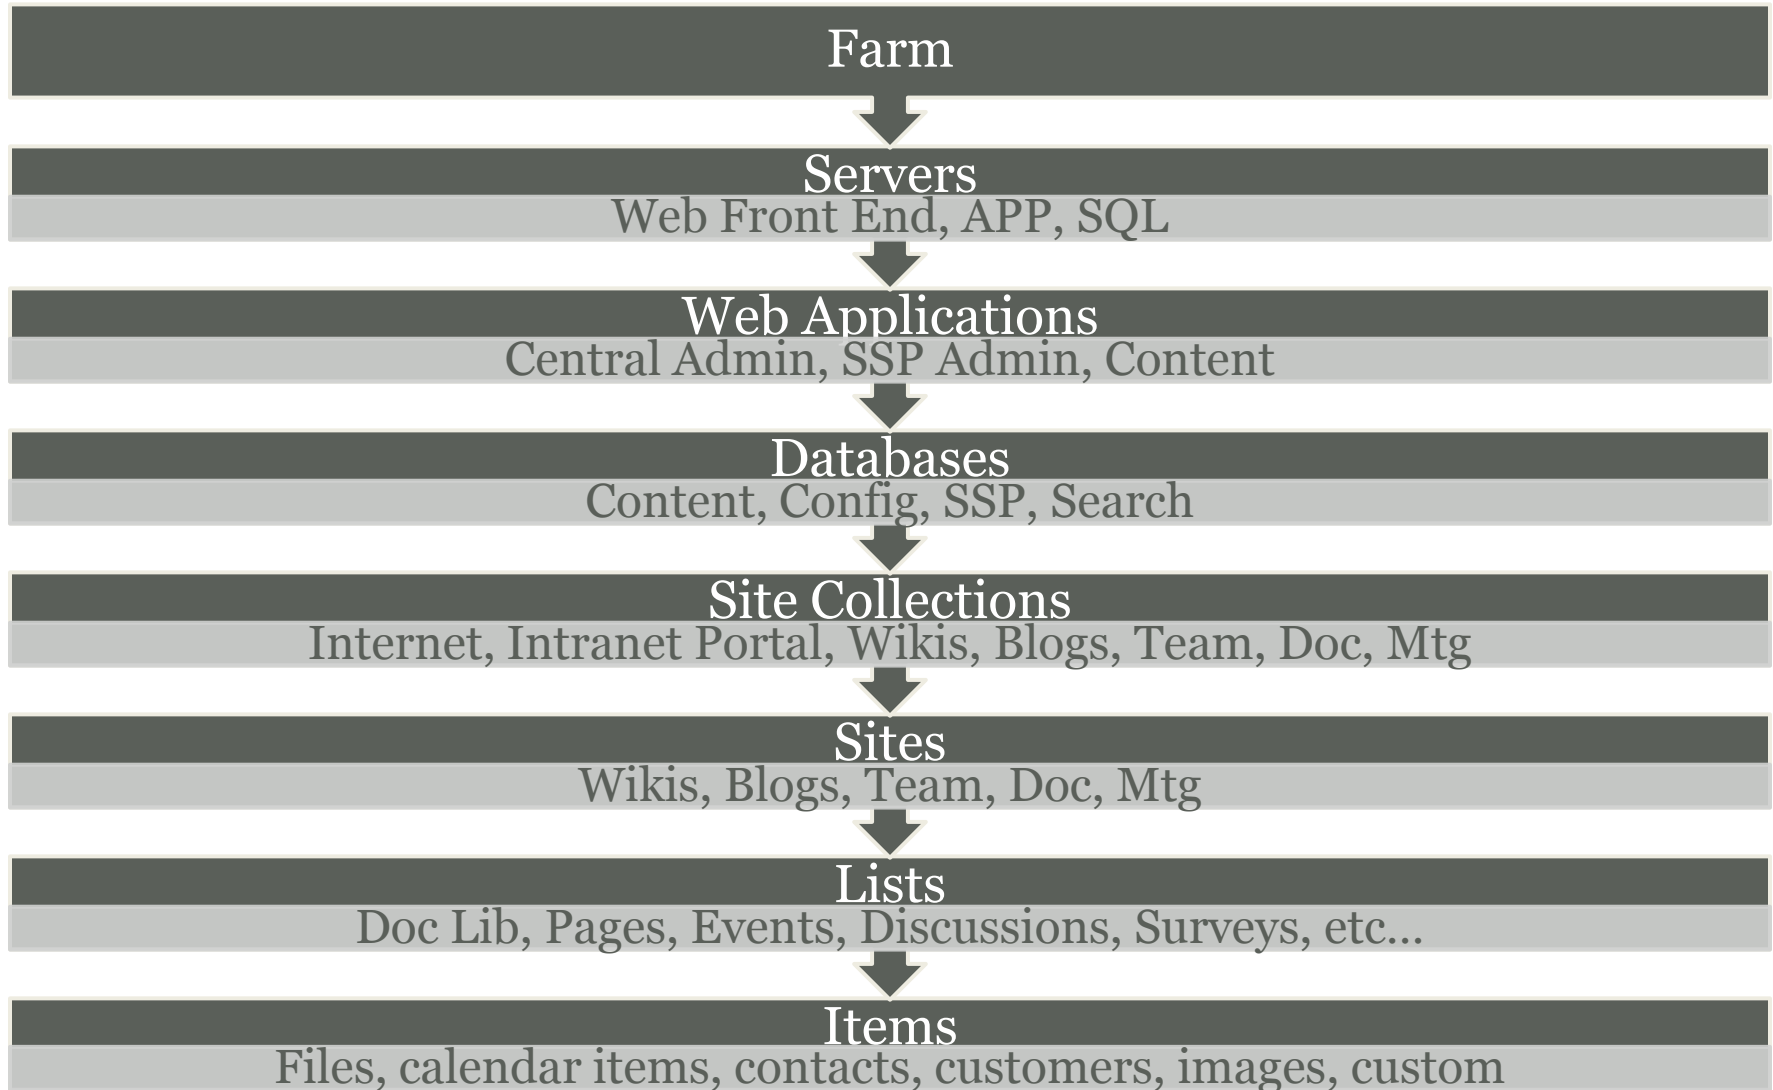 Farm
Servers
Web Front End, APP, SQL
Web Applications
Central Admin, SSP Admin, Content
Databases
Content, Config, SSP, Search
Site Collections
Internet, Intranet Portal, Wikis, Blogs, Team, Doc, Mtg
Sites
Wikis, Blogs, Team, Doc, Mtg
Lists
Doc Lib, Pages, Events, Discussions, Surveys, etc...
Items
Files, calendar items, contacts, customers, images, custom